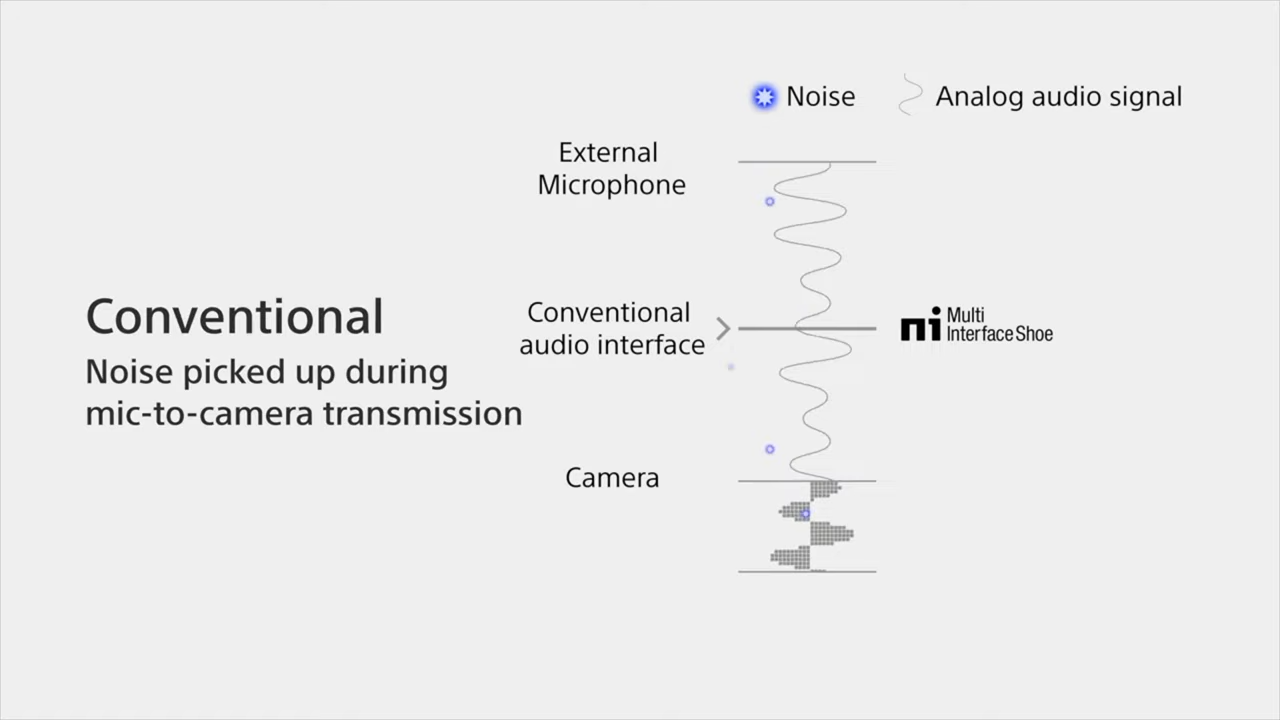 Noise
Analog audio signal
External
Microphone
Conventional
Noise picked up during
mic-to-camera transmission
Conventional
audio interface
Multi
Interface Shoe
Camera